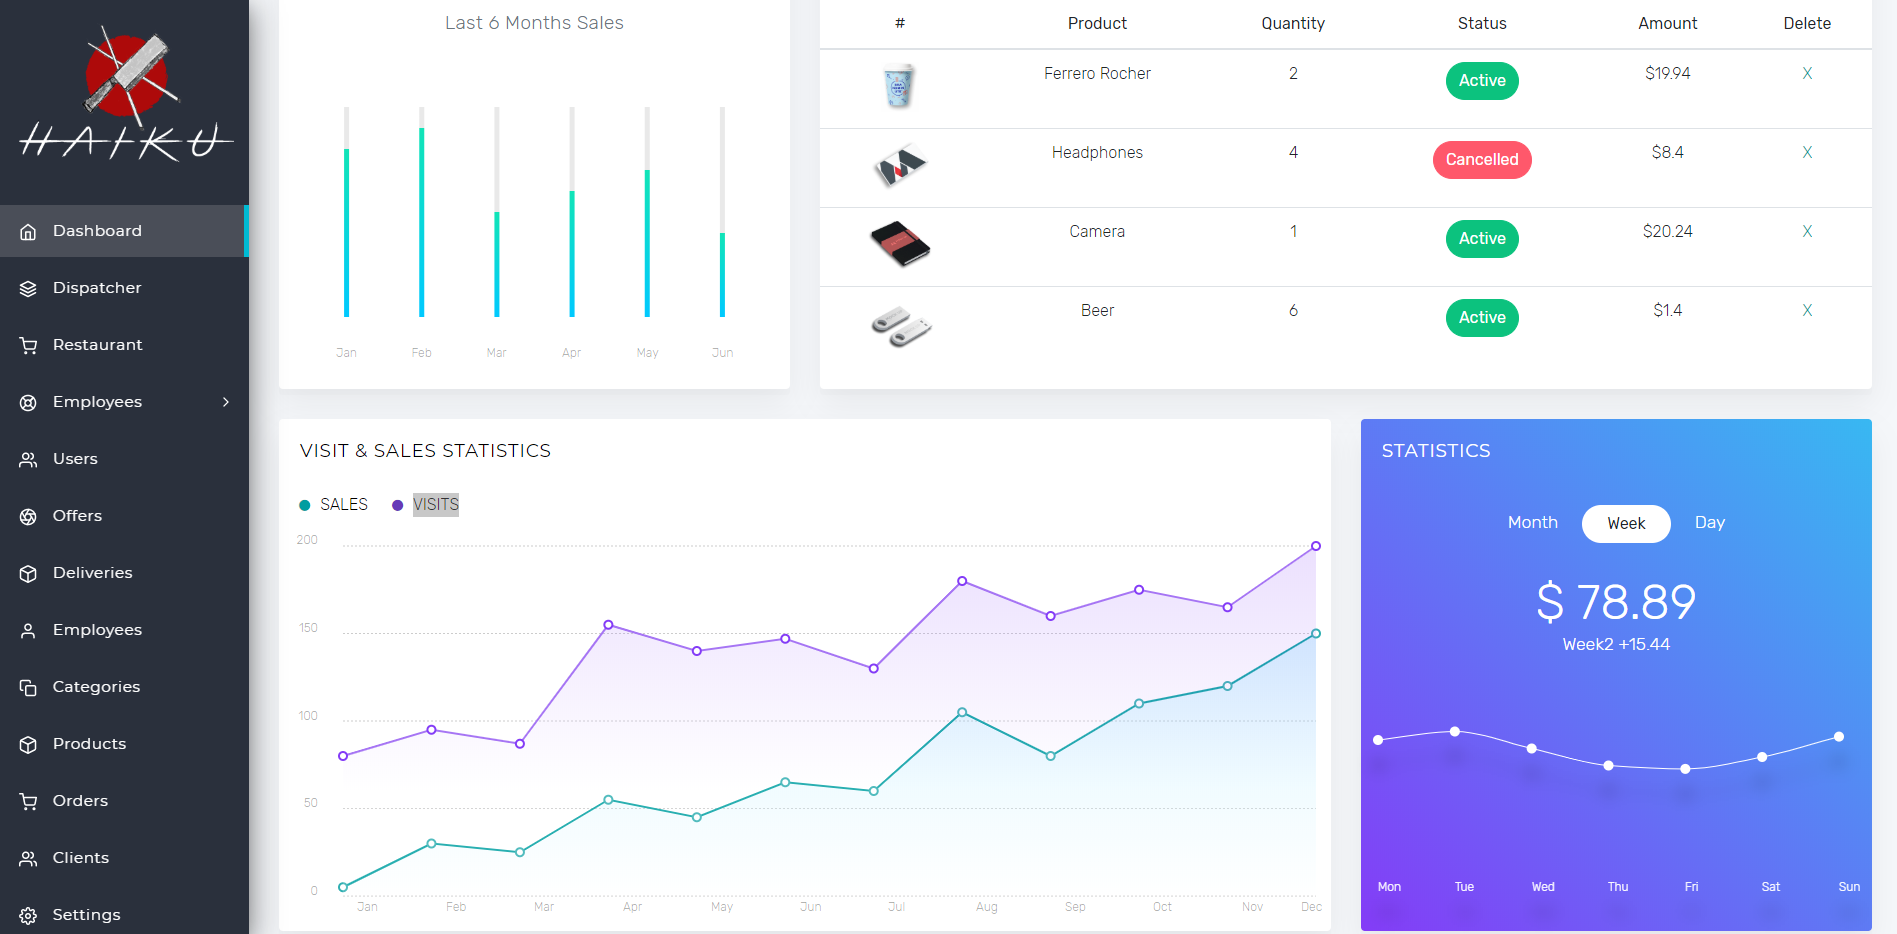 HAIKU
Dashboard
Dispatcher
Restaurant
Employees
Users
Offers
Deliveries
Employees
Categories
Products
Orders
Clients
Settings
Last 6 Months Sales
Jan Feb Mar Apr May Jun
# Product Quantity Status Amount Delete
Ferrero Rocher 2 Active $19.94 X
Headphones 4 Cancelled $8.4 X
Camera 1 Active $20.24 X
Beer 6 Active $1.4 X
VISIT & SALES STATISTICS
SALES VISITS
200
150
100
50
0
Jan Feb Mar Apr May Jun Jul Aug Sep Oct Nov Dec
STATISTICS
Month Week Day
$ 78.89
Week2 +15.44
Mon Tue Wed Thu Fri Sat Sun